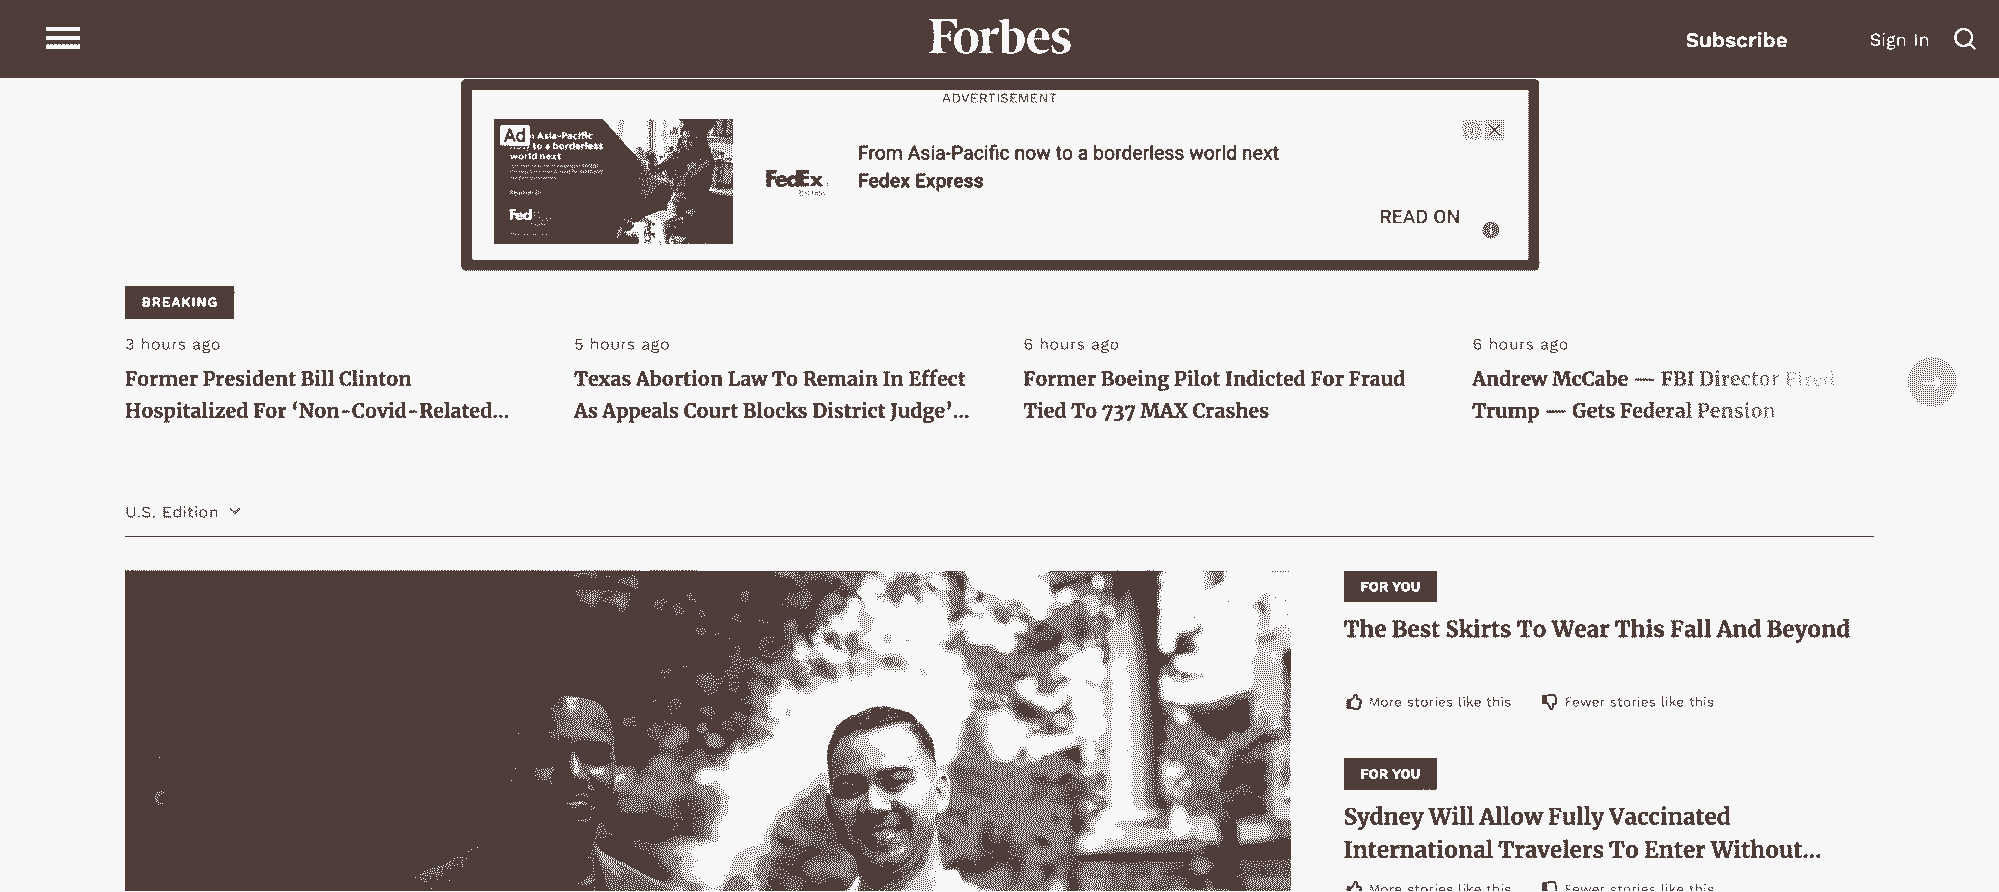 Forbes
Subscribe
Sign In
ADVERTISEMENT
Ad
Asia-Pacific
to a borderless
world next
Fed
FedEx
From Asia-Pacific now to a borderless world next
Fedex Express
READ ON
BREAKING
3 hours ago
Former President Bill Clinton
Hospitalized For ‘Non-Covid-Related...
5 hours ago
Texas Abortion Law To Remain In Effect
As Appeals Court Blocks District Judge’...
6 hours ago
Former Boeing Pilot Indicted For Fraud
Tied To 737 MAX Crashes
6 hours ago
Andrew McCabe — FBI Director Fired
Trump — Gets Federal Pension
U.S. Edition
FOR YOU
The Best Skirts To Wear This Fall And Beyond
More stories like this
Fewer stories like this
FOR YOU
Sydney Will Allow Fully Vaccinated
International Travelers To Enter Without...
More stories like this
Fewer stories like this